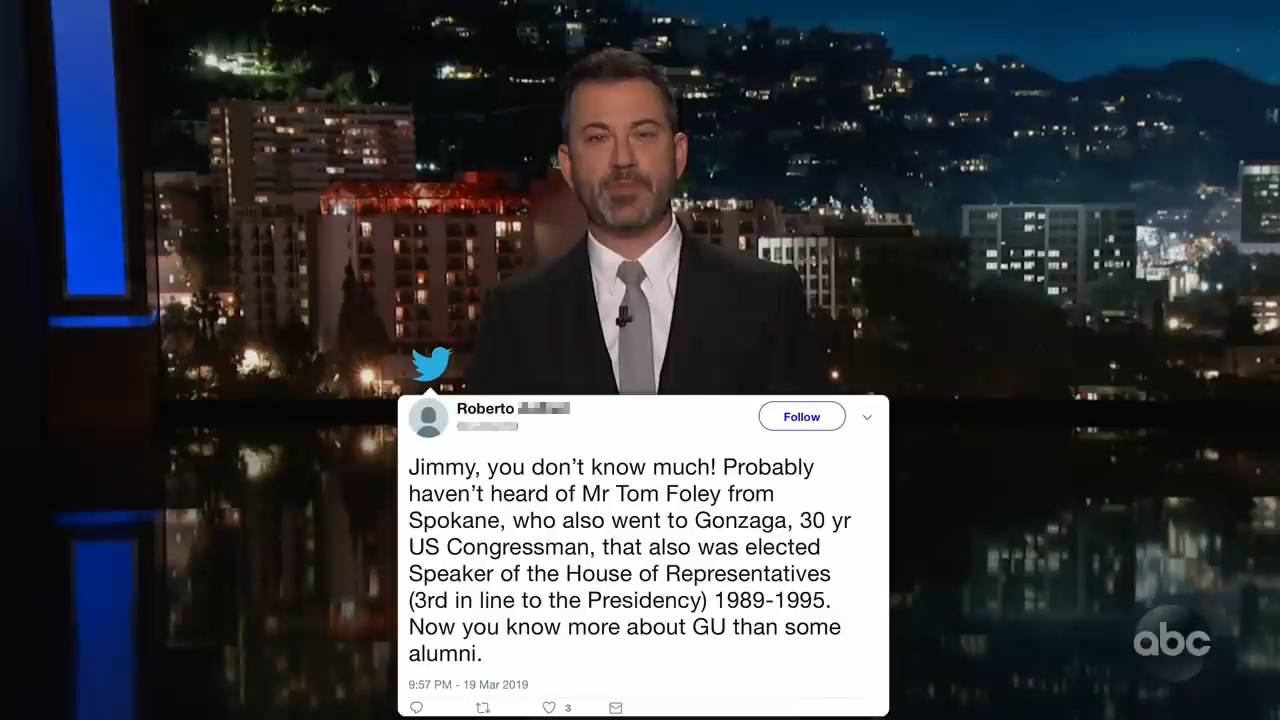 Roberto
Follow
Jimmy, you don’t know much! Probably
haven’t heard of Mr Tom Foley from
Spokane, who also went to Gonzaga, 30 yr
US Congressman, that also was elected
Speaker of the House of Representatives
(3rd in line to the Presidency) 1989-1995.
Now you know more about GU than some
alumni.
9:57 PM - 19 Mar 2019
3
abc